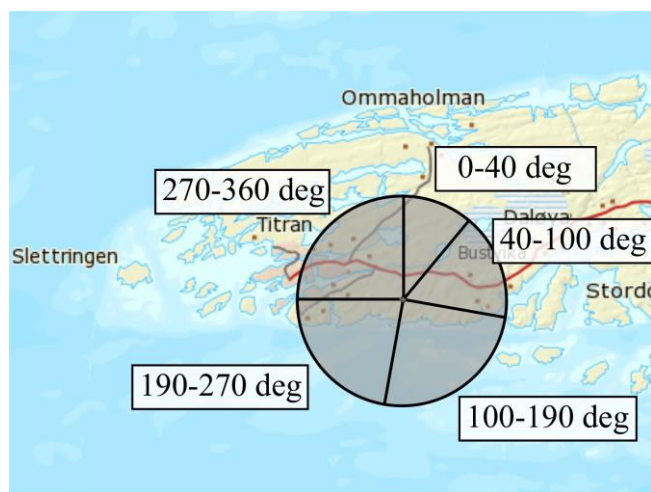 Ommaholman
0-40 deg
270-360 deg
Titran
Daløya
40-100 deg
Slettringen
Bustvika
Stordo
190-270 deg
100-190 deg